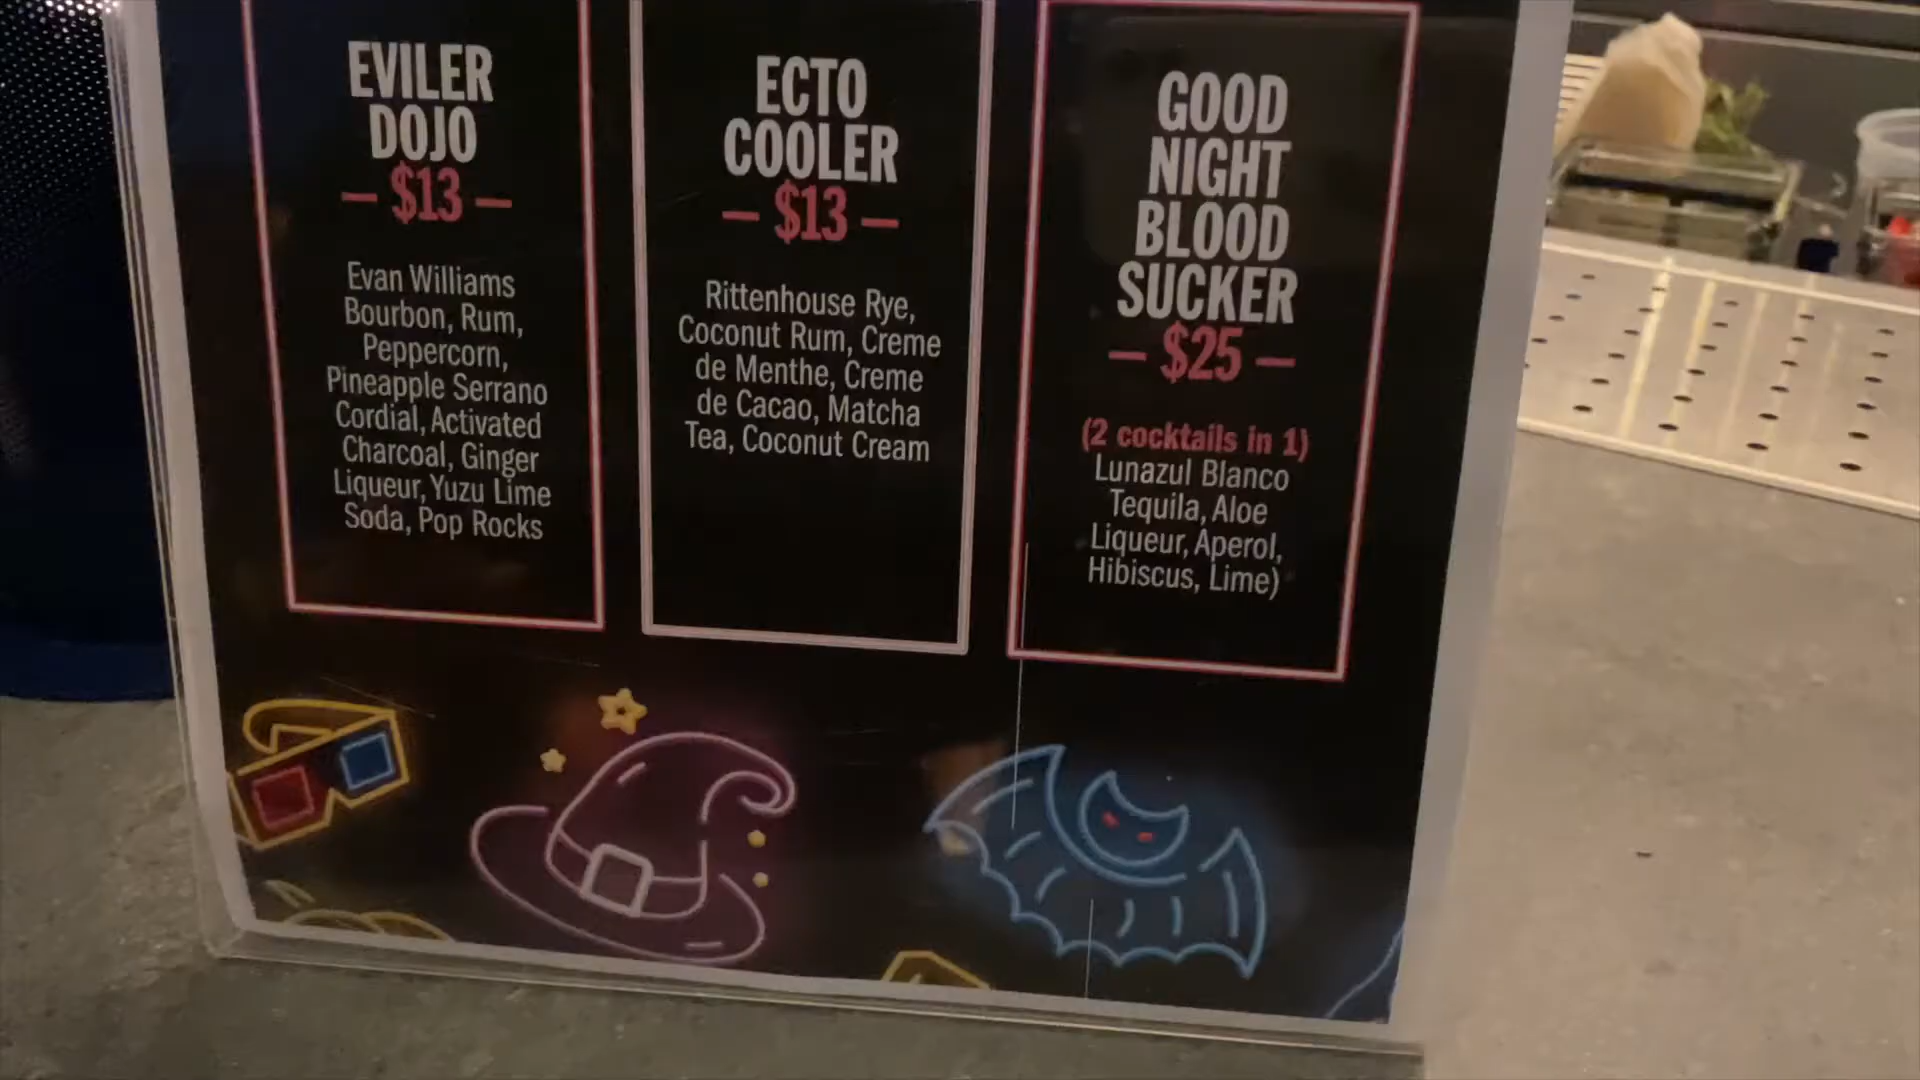 EVILER
DOJO
— $13 —
Evan Williams
Bourbon, Rum,
Peppercorn,
Pineapple Serrano
Cordial, Activated
Charcoal, Ginger
Liqueur, Yuzu Lime
Soda, Pop Rocks
ECTO
COOLER
— $13 —
Rittenhouse Rye,
Coconut Rum, Creme
de Menthe, Creme
de Cacao, Matcha
Tea, Coconut Cream
GOOD
NIGHT
BLOOD
SUCKER
— $25 —
(2 cocktails in 1)
Lunazul Blanco
Tequila, Aloe
Liqueur, Aperol,
Hibiscus, Lime)